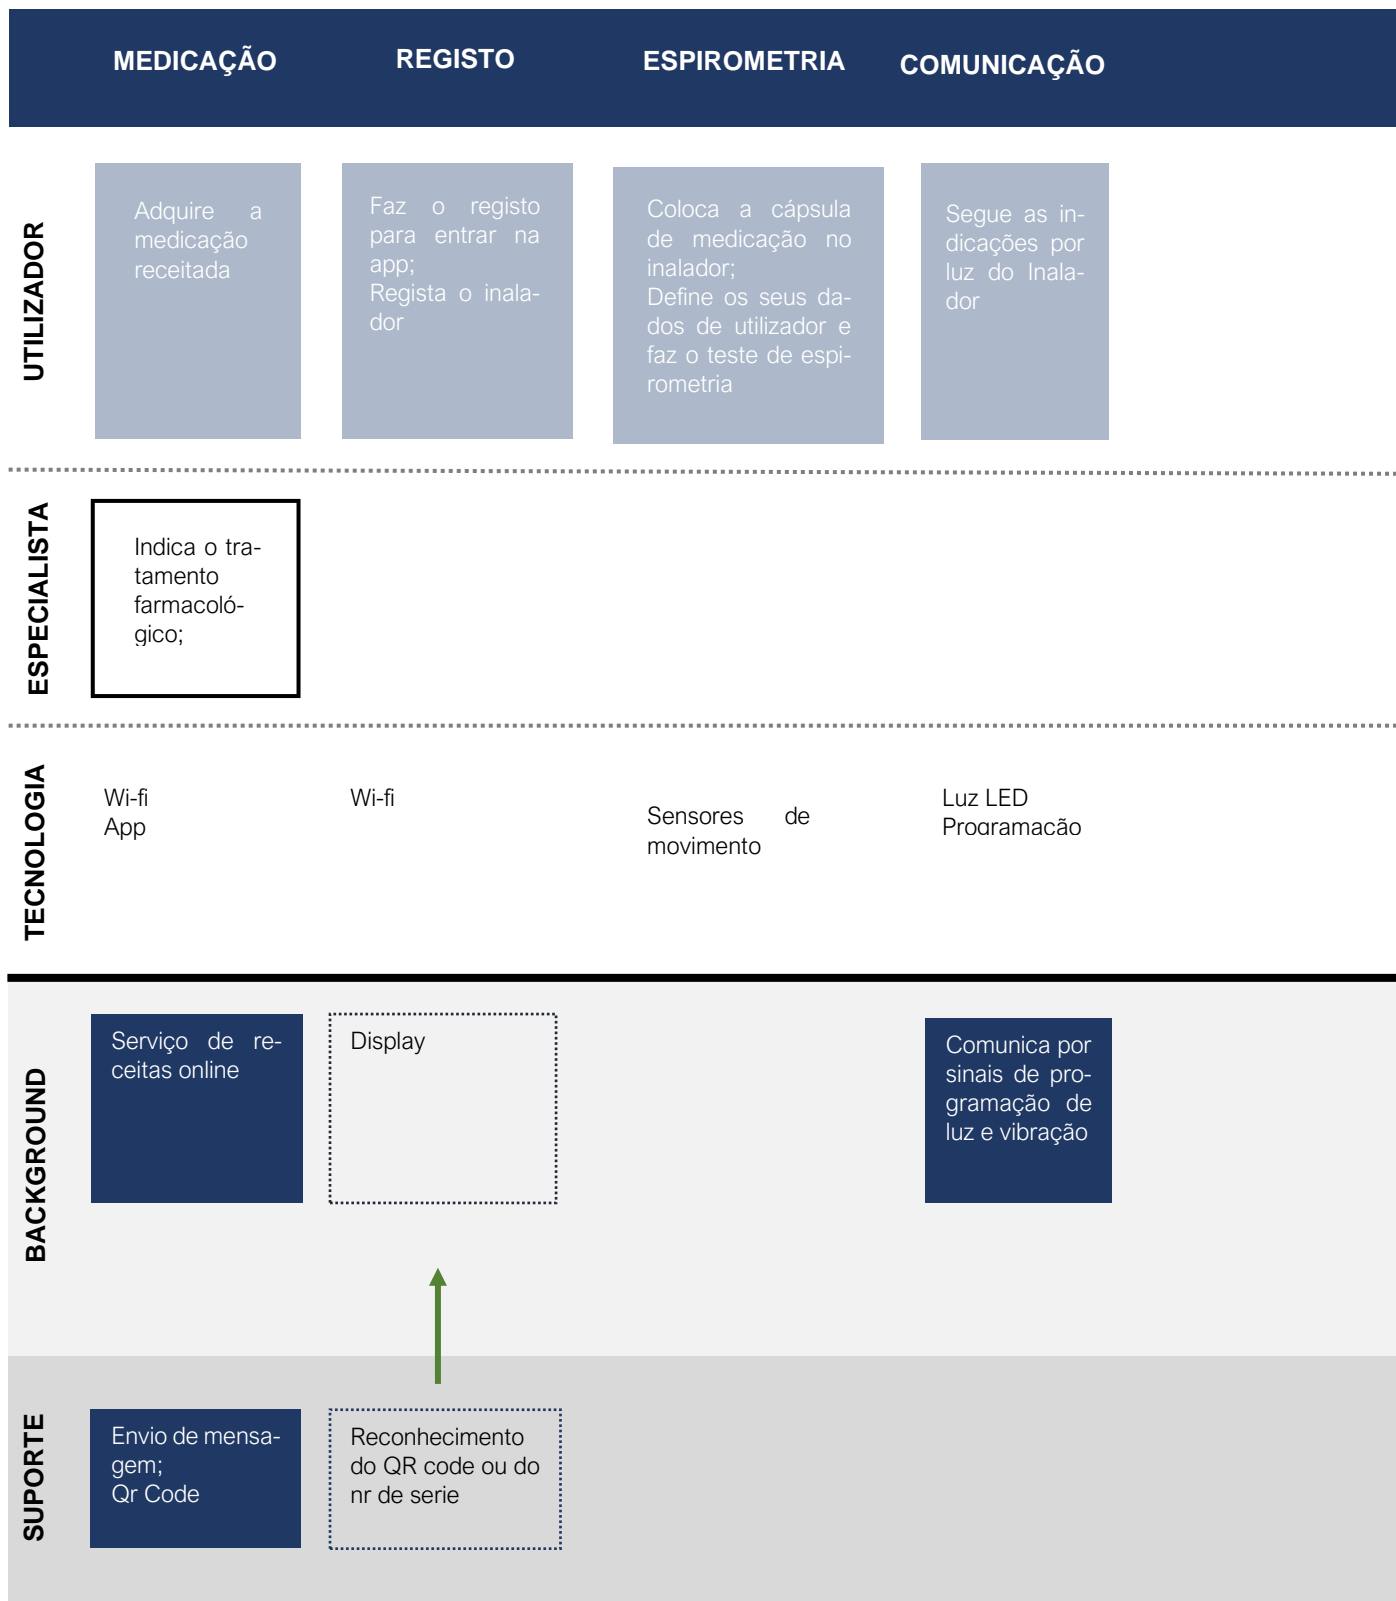 MEDICAÇÃO
REGISTO
ESPIROMETRIA
COMUNICAÇÃO
UTILIZADOR
Adquire a
medicação
receitada
Faz o registo
para entrar na
app;
Regista o inala-
dor
Coloca a cápsula
de medicação no
inalador;
Define os seus da-
dos de utilizador e
faz o teste de espi-
rometria
Segue as in-
dicações por
luz do Inala-
dor
ESPECIALISTA
Indica o tra-
tamento
farmacoló-
gico;
TECNOLOGIA
Wi-fi
App
Wi-fi
Sensores de
movimento
Luz LED
Programação
BACKGROUND
Serviço de re-
ceitas online
Display
Comunica por
sinais de pro-
gramação de
luz e vibração
SUPORTE
Envio de mensa-
gem;
Qr Code
Reconhecimento
do QR code ou do
nr de serie